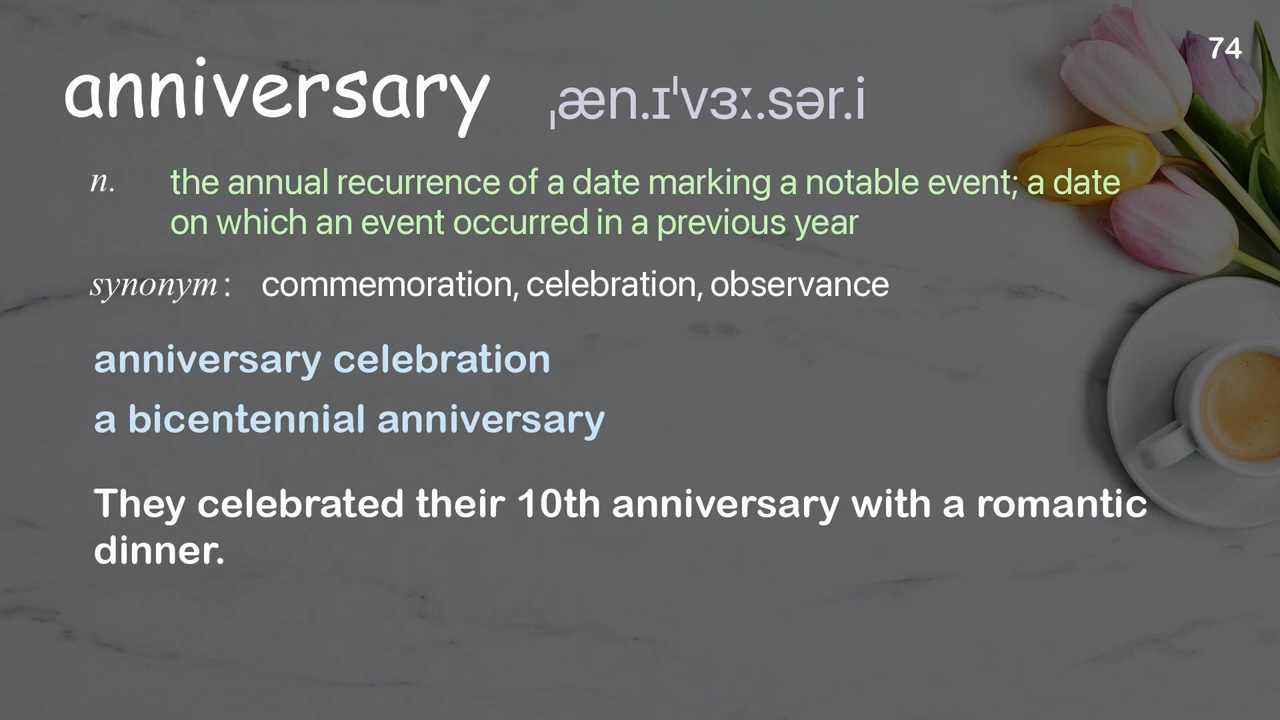 74
anniversary ˌæn.ɪˈvɜː.sər.i
n. the annual recurrence of a date marking a notable event; a date
on which an event occurred in a previous year
synonym: commemoration, celebration, observance
anniversary celebration
a bicentennial anniversary
They celebrated their 10th anniversary with a romantic
dinner.